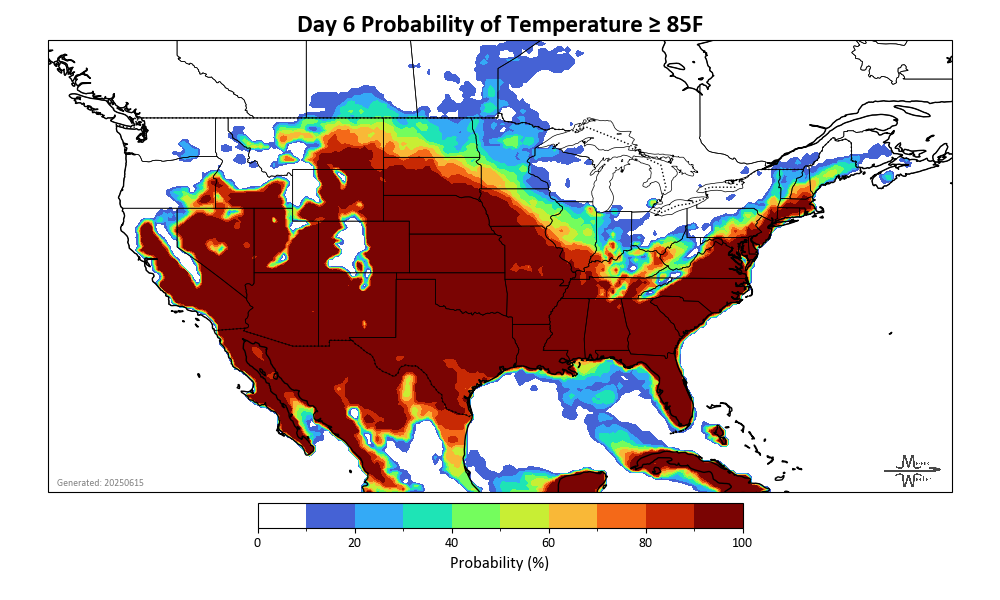 Day 6 Probability of Temperature ≥ 85F
Generated: 20250615
0 20 40 60 80 100
Probability (%)